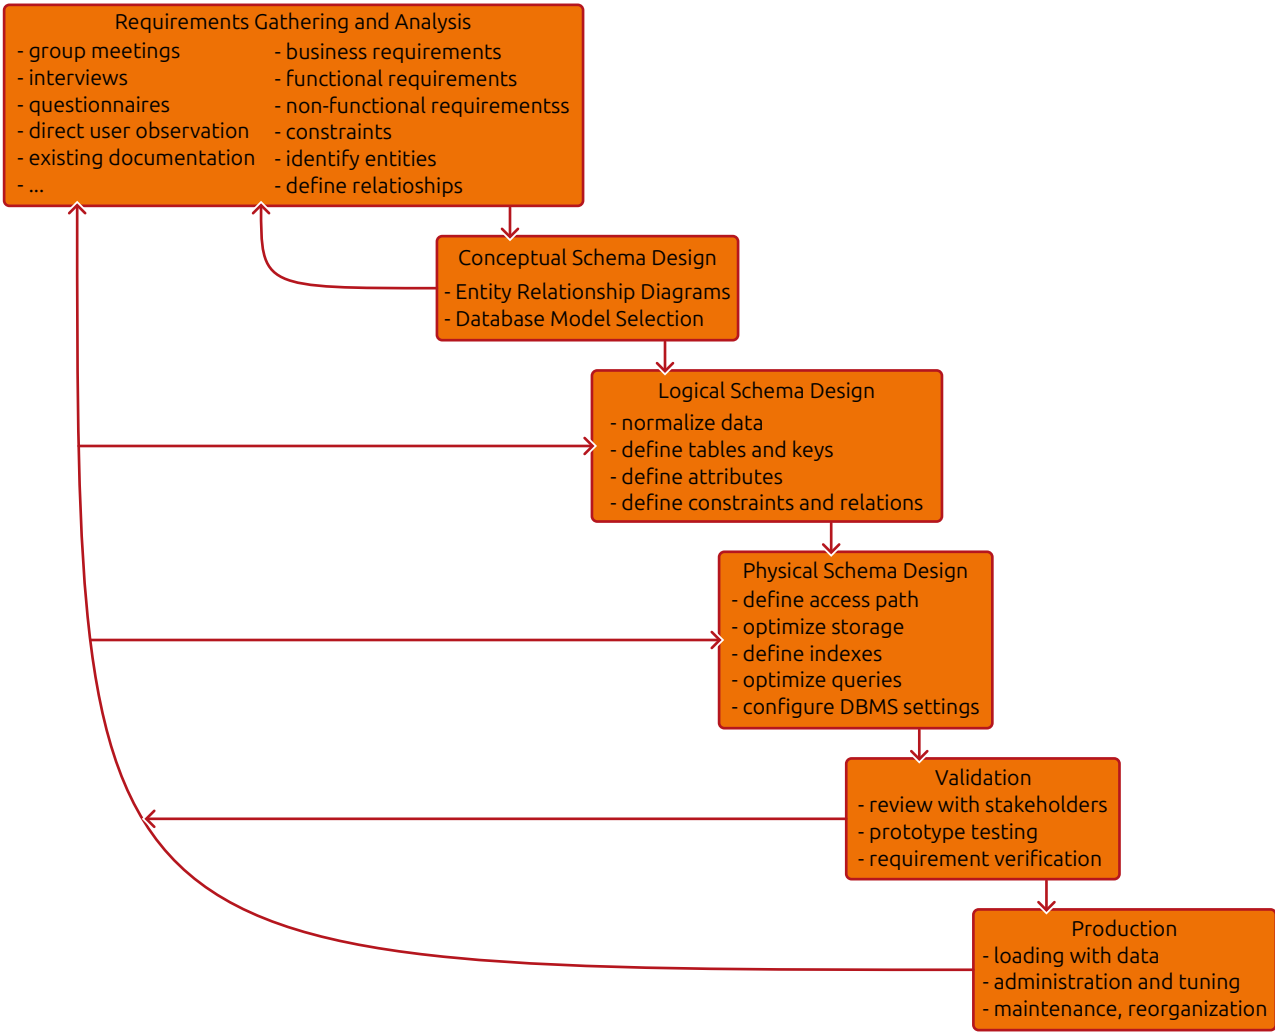 Requirements Gathering and Analysis
- group meetings
- interviews
- questionnaires
- direct user observation
- existing documentation
- ...
- business requirements
- functional requirements
- non-functional requirementss
- constraints
- identify entities
- define relatioships
Conceptual Schema Design
- Entity Relationship Diagrams
- Database Model Selection
Logical Schema Design
- normalize data
- define tables and keys
- define attributes
- define constraints and relations
Physical Schema Design
- define access path
- optimize storage
- define indexes
- optimize queries
- configure DBMS settings
Validation
- review with stakeholders
- prototype testing
- requirement verification
Production
- loading with data
- administration and tuning
- maintenance, reorganization